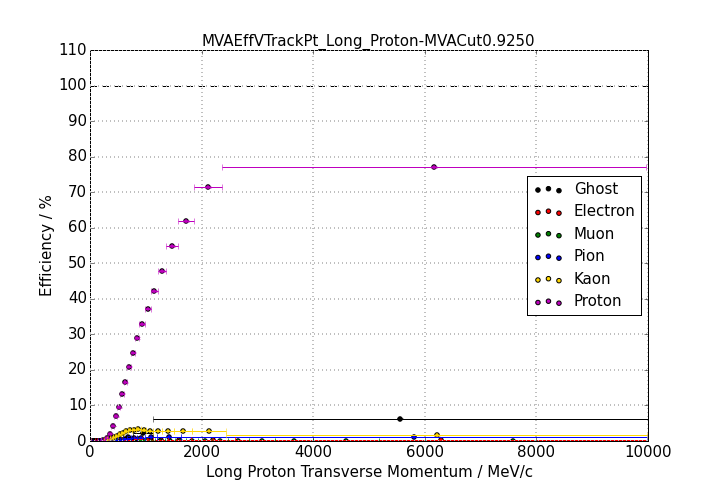 MVAEffVTrackPt_Long_Proton-MVACut0.9250
110
100
90
80
70
60
50
40
30
20
10
0
Efficiency / %
Ghost
Electron
Muon
Pion
Kaon
Proton
0 2000 4000 6000 8000 10000
Long Proton Transverse Momentum / MeV/c